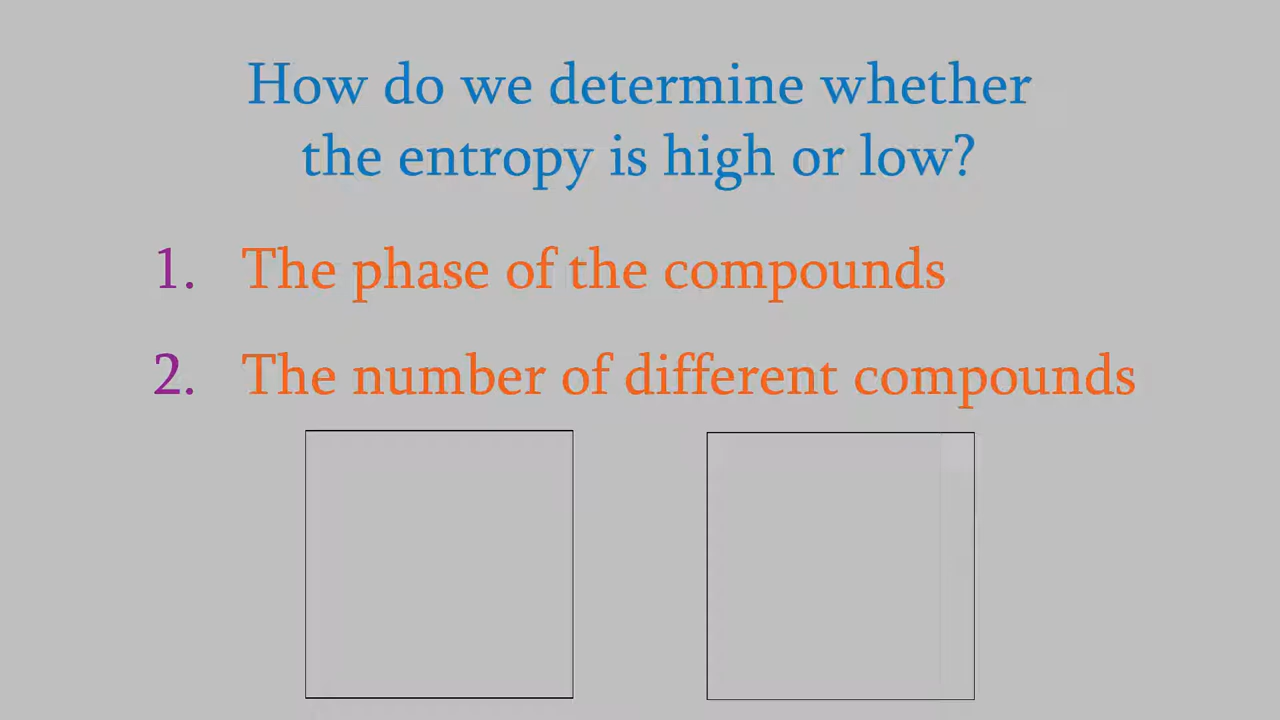 How do we determine whether
the entropy is high or low?
1. The phase of the compounds
2. The number of different compounds